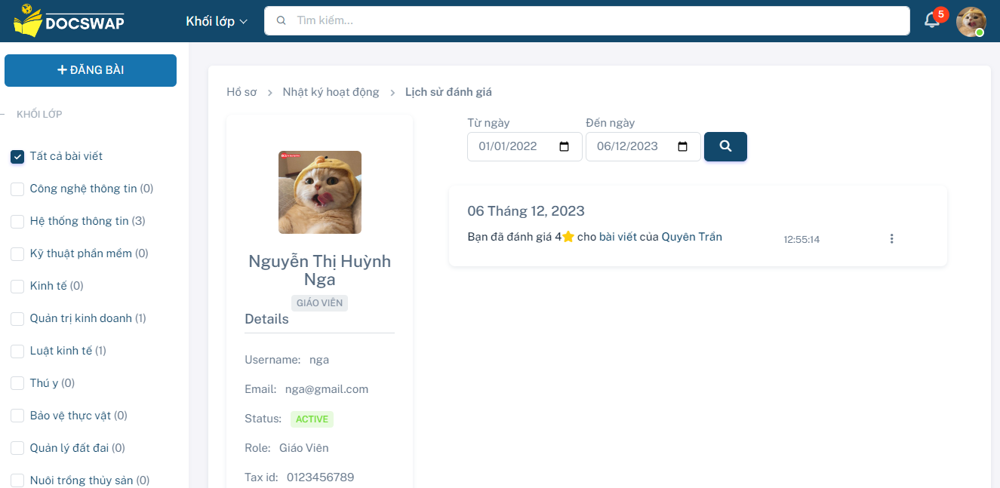 DOCSWAP
Khối lớp
Tìm kiếm...
5
ĐĂNG BÀI
KHỐI LỚP
Tất cả bài viết
Công nghệ thông tin (0)
Hệ thống thông tin (3)
Kỹ thuật phần mềm (0)
Kinh tế (0)
Quản trị kinh doanh (1)
Luật kinh tế (1)
Thú y (0)
Bảo vệ thực vật (0)
Quản lý đất đai (0)
Nuôi trồng thủy sản (0)
Hồ sơ > Nhật ký hoạt động > Lịch sử đánh giá
Nguyễn Thị Huỳnh
Nga
GIÁO VIÊN
Details
Username: nga
Email: nga@gmail.com
Status: ACTIVE
Role: Giáo Viên
Tax id: 0123456789
Từ ngày Đến ngày
01/01/2022 06/12/2023
06 Tháng 12, 2023
Bạn đã đánh giá 4⭐ cho bài viết của Quyên Trần 12:55:14